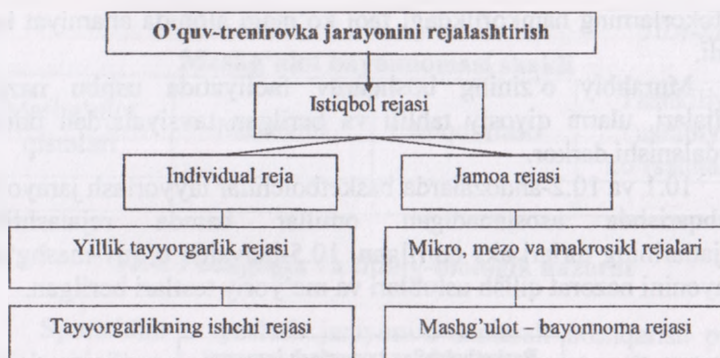 O'quv-trenirovka jarayonini rejalashtirish
Istiqbol rejasi
Individual reja
Jamoa rejasi
Yillik tayyorgarlik rejasi
Mikro, mezo va makrosikl rejalari
Tayyorgarlikning ishchi rejasi
Mashg'ulot – bayonnoma rejasi